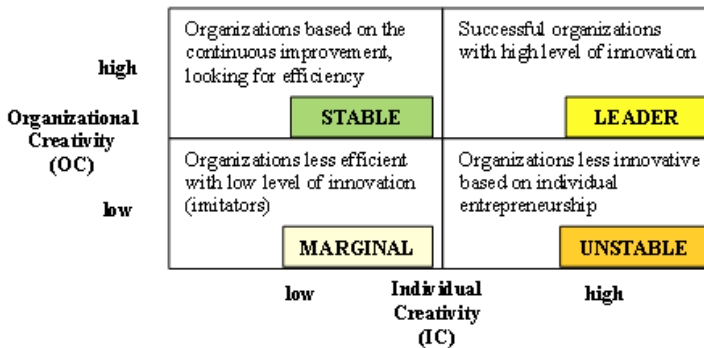 Organizations based on the
continuous improvement,
looking for efficiency
STABLE
Successful organizations
with high level of innovation
LEADER
high
Organizational
Creativity
(OC)
low
Organizations less efficient
with low level of innovation
(imitators)
MARGINAL
Organizations less innovative
based on individual
entrepreneurship
UNSTABLE
low
Individual
Creativity
(IC)
high